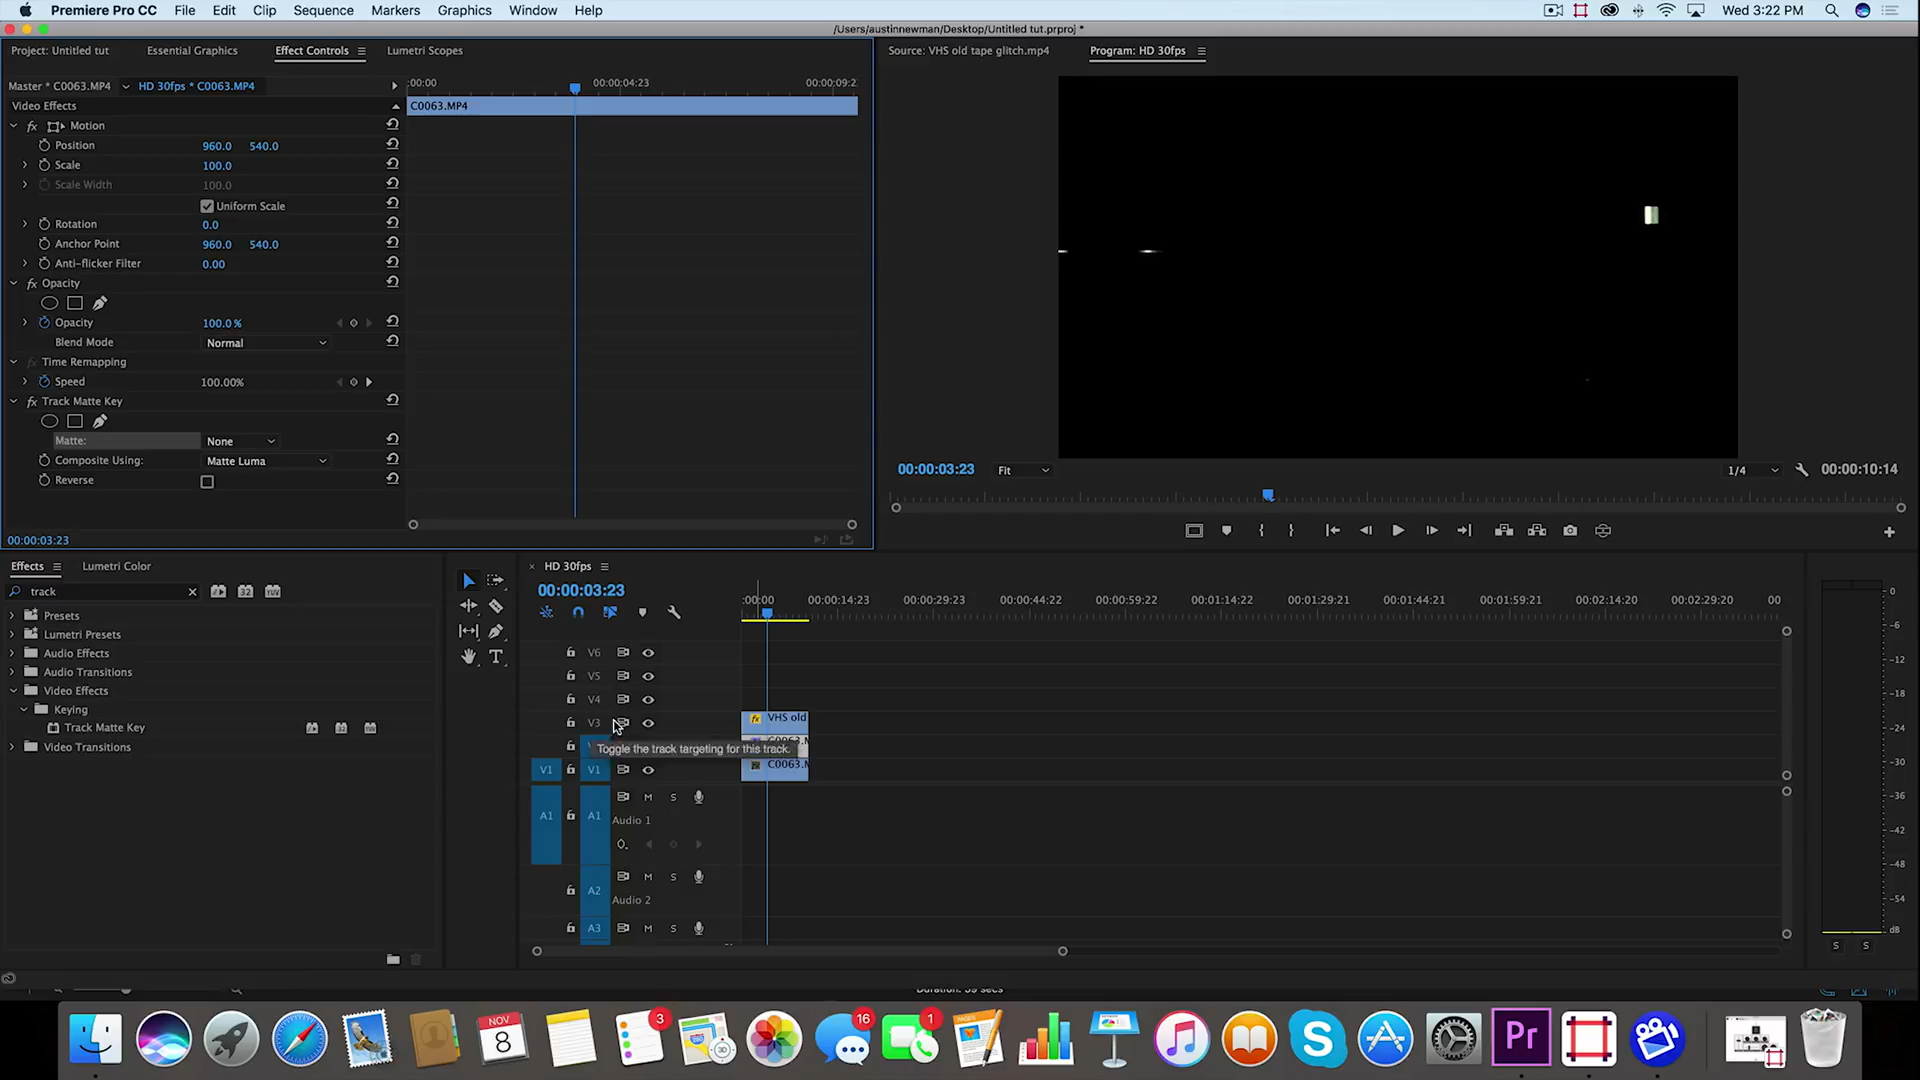 Premiere Pro CC File Edit Clip Sequence Markers Graphics Window Help Wed 3:22 PM
/Users/austinnewman/Desktop/Untitled tut.prproj *
Project: Untitled tut Essential Graphics Effect Controls Lumetri Scopes
Source: VHS old tape glitch.mp4 Program: HD 30fps
Master * C0063.MP4 HD 30fps * C0063.MP4
:00:00 00:00:04:23 00:00:09:2
Video Effects
C0063.MP4
fx Motion
Position 960.0 540.0
Scale 100.0
Scale Width 100.0
Uniform Scale
Rotation 0.0
Anchor Point 960.0 540.0
Anti-flicker Filter 0.00
fx Opacity
Opacity 100.0 %
Blend Mode Normal
fx Time Remapping
Speed 100.00%
fx Track Matte Key
Matte: None
Composite Using: Matte Luma
Reverse
00:00:03:23
00:00:03:23 Fit 1/4 00:00:10:14
Effects Lumetri Color
track
32 YUV
Presets
Lumetri Presets
Audio Effects
Audio Transitions
Video Effects
Keying
Track Matte Key
Video Transitions
× HD 30fps
00:00:03:23
:00:00 00:00:14:23 00:00:29:23 00:00:44:22 00:00:59:22 00:01:14:22 00:01:29:21 00:01:44:21 00:01:59:21 00:02:14:20 00:02:29:20 00
V6
V5
V4
V3 fx VHS old
Toggle the track targeting for this track.
V1 V1 C0063.M
A1 A1 M S
Audio 1
A2 M S
Audio 2
A3 M S
0
-6
-12
-18
-24
-30
-36
-42
-48
-54
dB
S S
NOV
8
3
3D
16
1
PAGES
S
Pr